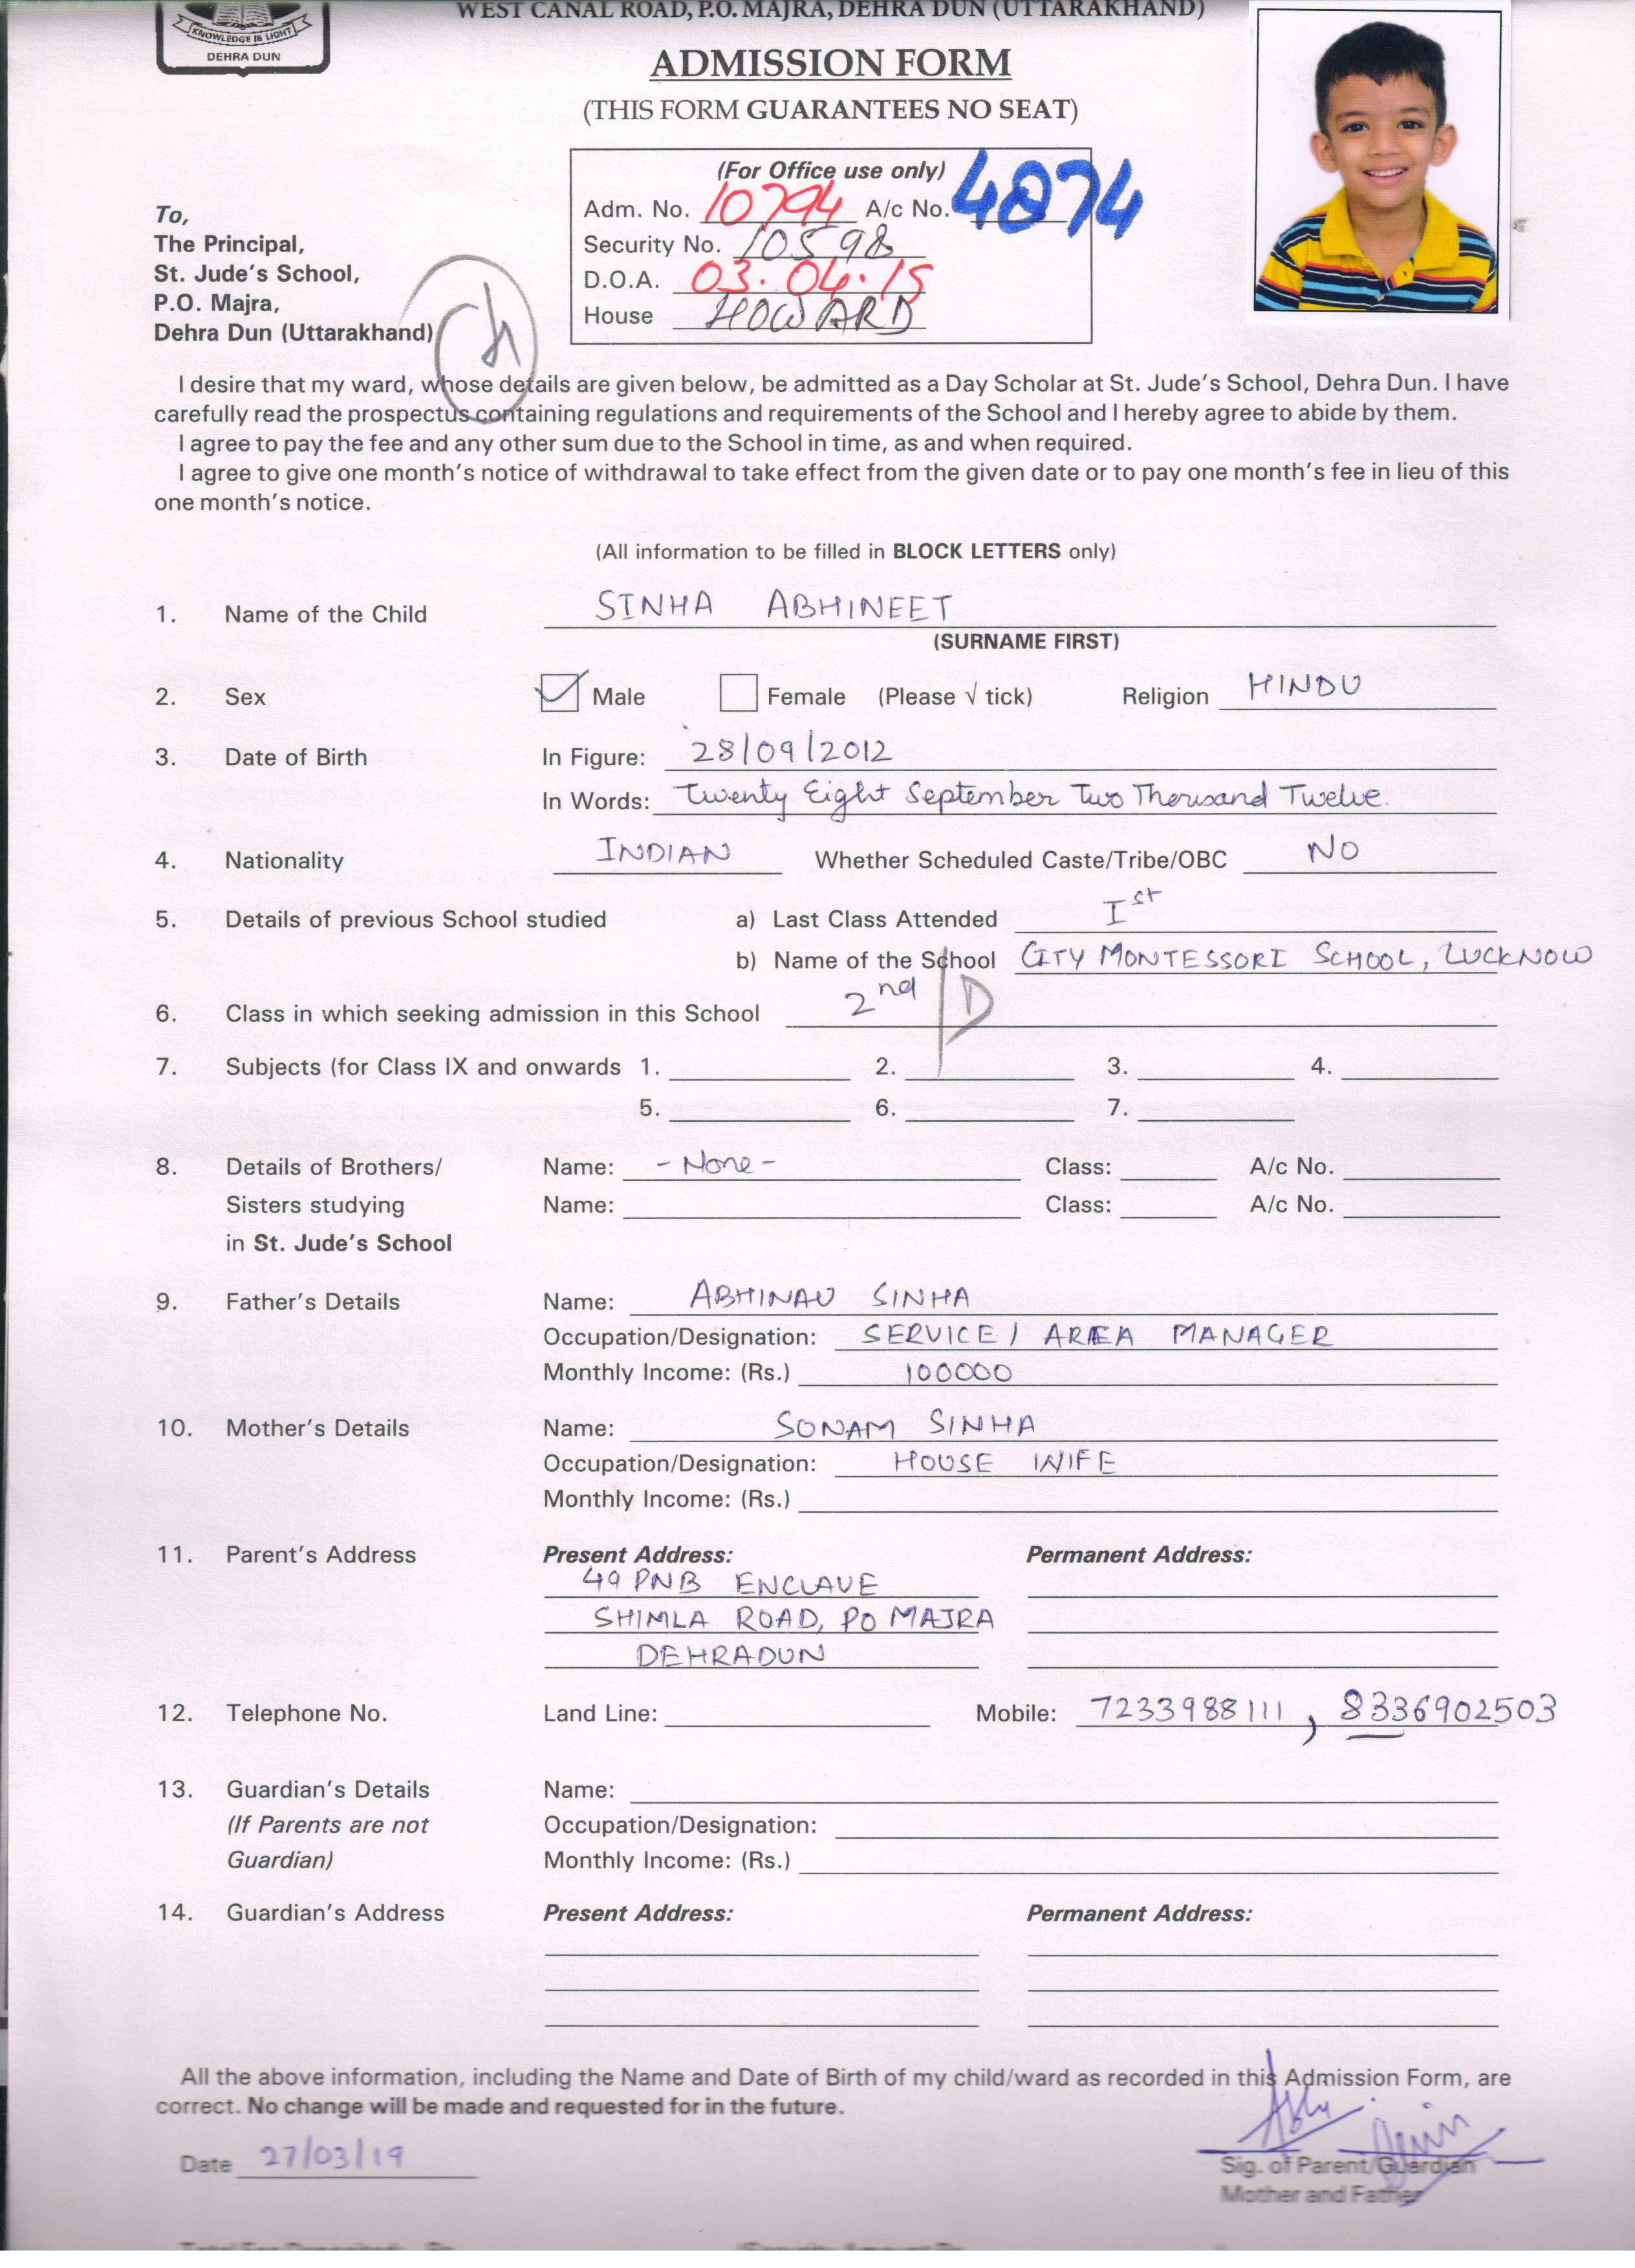 WEST CANAL ROAD, P.O. MAJRA, DEHRA DUN (UTTARAKHAND)
KNOWLEDGE IS LIGHT
DEHRA DUN
ADMISSION FORM
(THIS FORM GUARANTEES NO SEAT)
(For Office use only)
Adm. No. 10794 A/c No. 4874
Security No. 10598
D.O.A. 03.04.19
House HOWARD
To,
The Principal,
St. Jude's School,
P.O. Majra,
Dehra Dun (Uttarakhand)
I desire that my ward, whose details are given below, be admitted as a Day Scholar at St. Jude's School, Dehra Dun. I have
carefully read the prospectus containing regulations and requirements of the School and I hereby agree to abide by them.
I agree to pay the fee and any other sum due to the School in time, as and when required.
I agree to give one month's notice of withdrawal to take effect from the given date or to pay one month's fee in lieu of this
one month's notice.
(All information to be filled in BLOCK LETTERS only)
1. Name of the Child SINHA ABHINEET
(SURNAME FIRST)
2. Sex Male Female (Please √ tick) Religion HINDU
3. Date of Birth In Figure: 28/09/2012
In Words: Twenty Eight September Two Thousand Twelve.
4. Nationality INDIAN Whether Scheduled Caste/Tribe/OBC NO
5. Details of previous School studied a) Last Class Attended Ist
b) Name of the School CITY MONTESSORI SCHOOL, LUCKNOW
6. Class in which seeking admission in this School 2nd D
7. Subjects (for Class IX and onwards 1. 2. 3. 4.
5. 6. 7.
8. Details of Brothers/ Name: - None - Class: A/c No.
Sisters studying Name: Class: A/c No.
in St. Jude's School
9. Father's Details Name: ABHINAV SINHA
Occupation/Designation: SERVICE / AREA MANAGER
Monthly Income: (Rs.) 100000
10. Mother's Details Name: SONAM SINHA
Occupation/Designation: HOUSE WIFE
Monthly Income: (Rs.)
11. Parent's Address Present Address: Permanent Address:
49 PNB ENCLAVE
SHIMLA ROAD, PO MAJRA
DEHRADUN
12. Telephone No. Land Line: Mobile: 7233988111, 8336902503
13. Guardian's Details Name:
(If Parents are not Occupation/Designation:
Guardian) Monthly Income: (Rs.)
14. Guardian's Address Present Address: Permanent Address:
All the above information, including the Name and Date of Birth of my child/ward as recorded in this Admission Form, are
correct. No change will be made and requested for in the future.
Date 27/03/19
Sig. of Parent/Guardian
Mother and Father